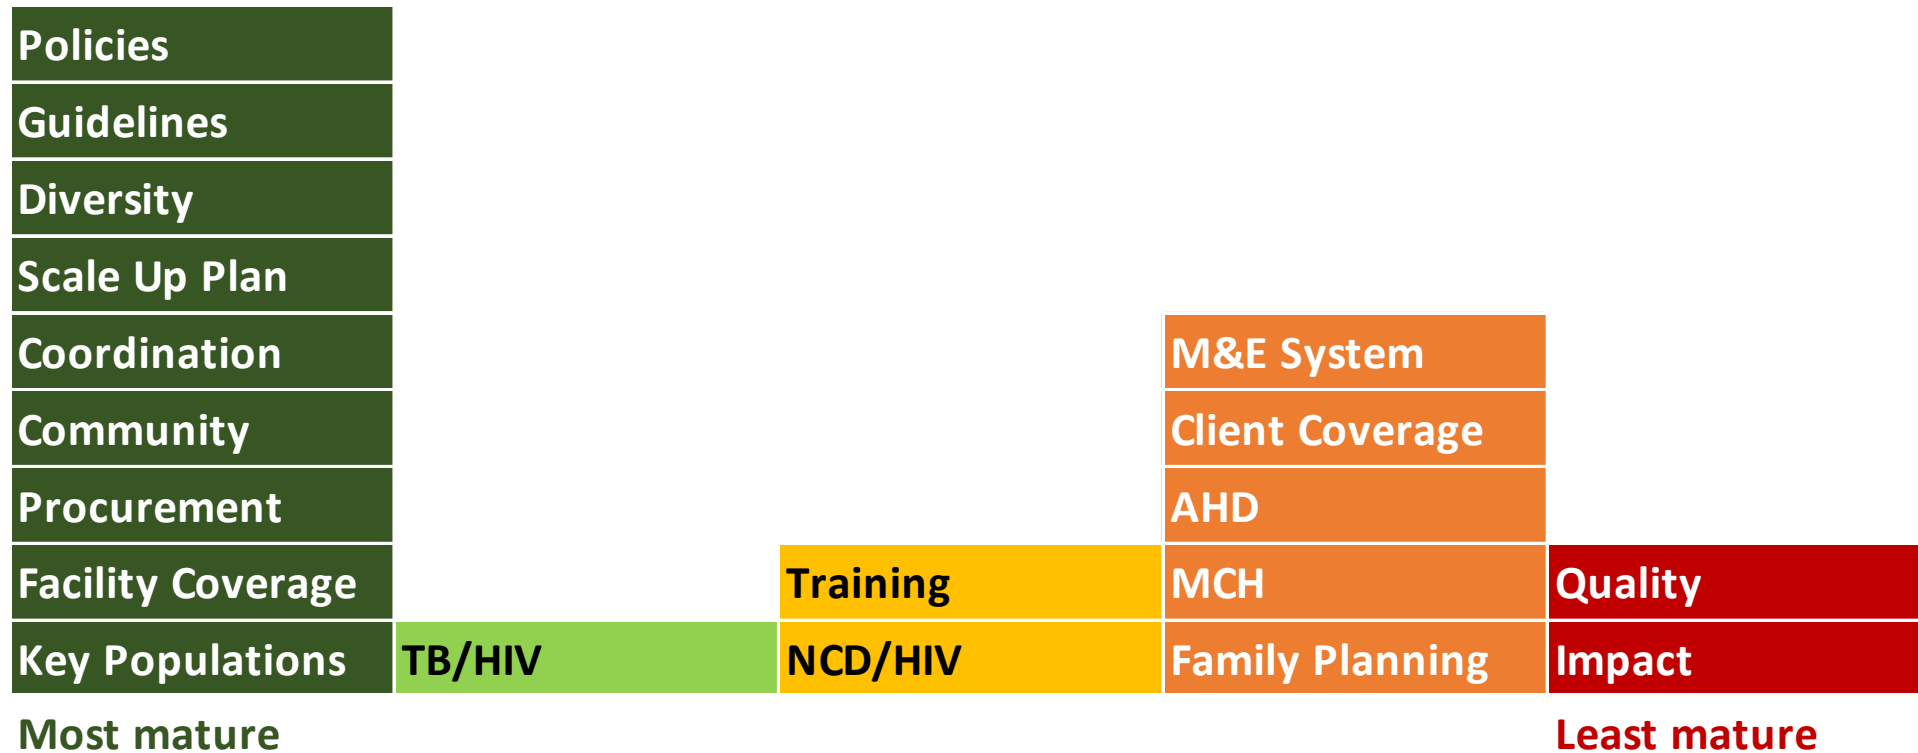 Policies
Guidelines
Diversity
Scale Up Plan
Coordination M&E System
Community Client Coverage
Procurement AHD
Facility Coverage Training MCH Quality
Key Populations TB/HIV NCD/HIV Family Planning Impact
Most mature Least mature